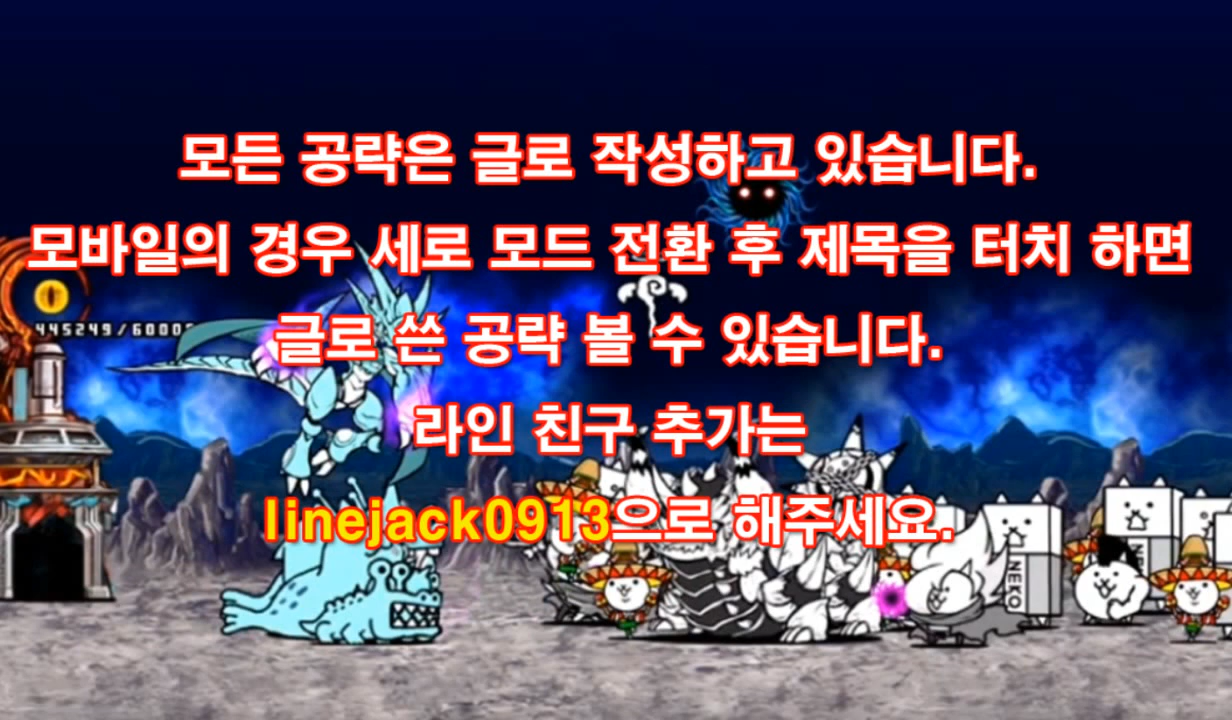 모든 공략은 글로 작성하고 있습니다.
모바일의 경우 세로 모드 전환 후 제목을 터치 하면
445249/60000
글로 쓴 공략 볼 수 있습니다.
라인 친구 추가는
linejack0913으로 해주세요.
NEKO